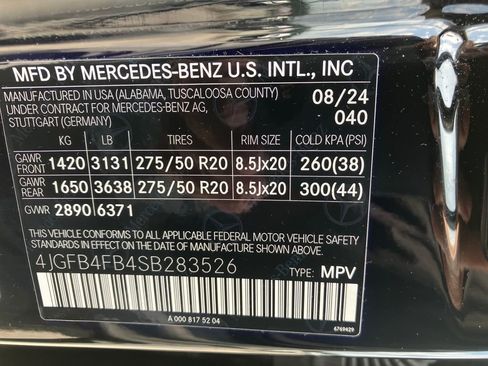 MFD BY MERCEDES-BENZ U.S. INTL., INC
MANUFACTURED IN USA (ALABAMA, TUSCALOOSA COUNTY) 08/24
UNDER CONTRACT FOR MERCEDES-BENZ AG, 040
STUTTGART (GERMANY)
KG LB TIRES RIM SIZE COLD KPA (PSI)
GAWR FRONT 1420 3131 275/50 R20 8.5Jx20 260(38)
GAWR REAR 1650 3638 275/50 R20 8.5Jx20 300(44)
GVWR 2890 6371
THIS VEHICLE CONFORMS TO ALL APPLICABLE FEDERAL MOTOR VEHICLE SAFETY
STANDARDS IN EFFECT ON THE DATE OF MANUFACTURE SHOWN ABOVE.
4JGFB4FB4SB283526 TYPE: MPV
A 000 817 52 04
6769429